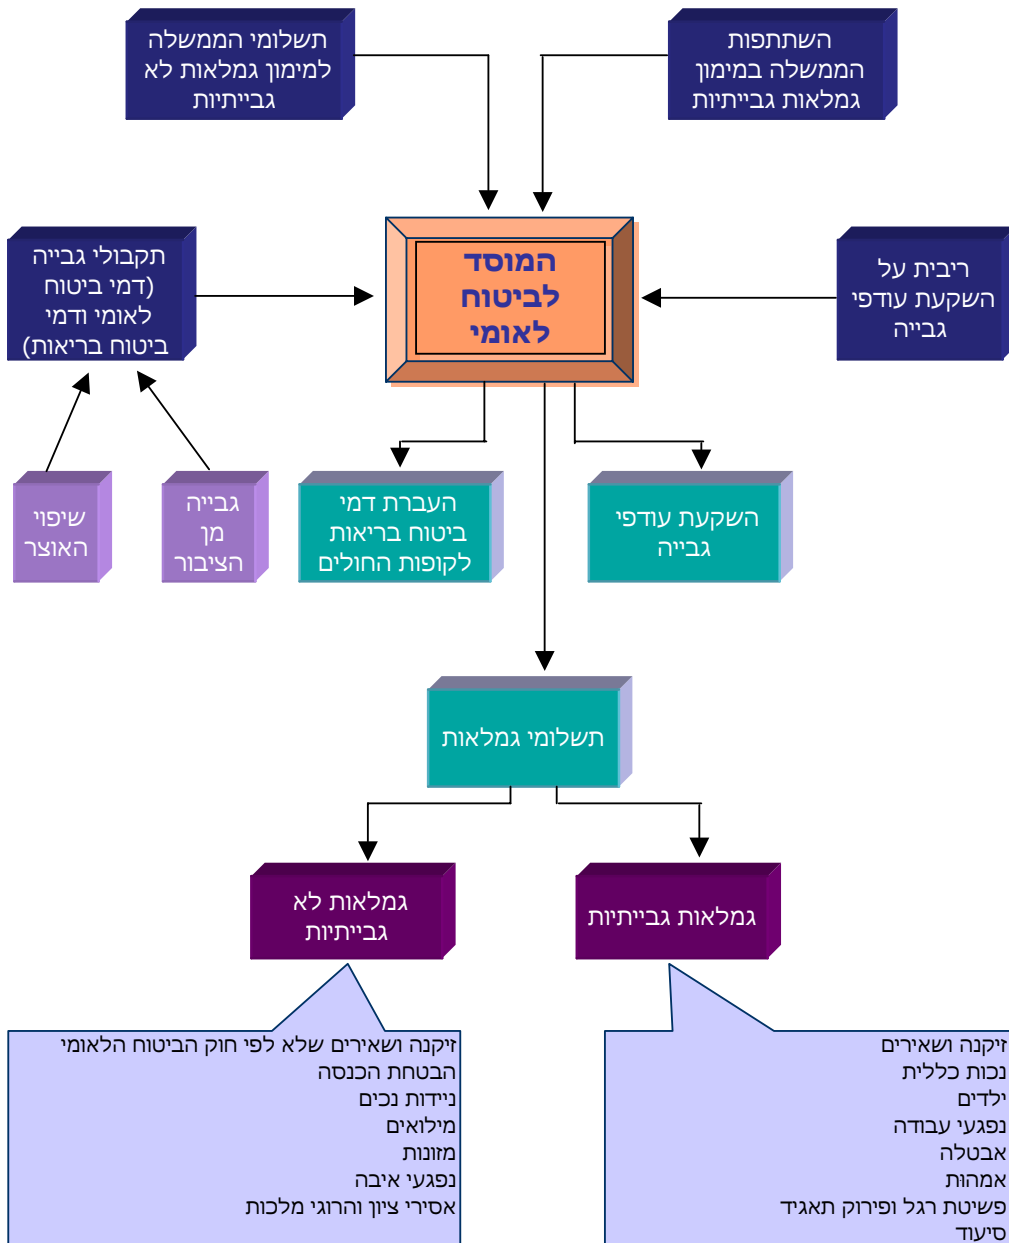 השתתפות
הממשלה במימון
גמלאות גבייתיות
תשלומי הממשלה
למימון גמלאות לא
גבייתיות
ריבית על
השקעת עודפי
גבייה
המוסד
לביטוח
לאומי
תקבולי גבייה
(דמי ביטוח
לאומי ודמי
ביטוח בריאות)
השקעת עודפי
גבייה
העברת דמי
ביטוח בריאות
לקופות החולים
גבייה
מן
הציבור
שיפוי
האוצר
תשלומי גמלאות
גמלאות גבייתיות
גמלאות לא
גבייתיות
זיקנה ושאירים
נכות כללית
ילדים
נפגעי עבודה
אבטלה
אמהות
פשיטת רגל ופירוק תאגיד
סיעוד
זיקנה ושאירים שלא לפי חוק הביטוח הלאומי
הבטחת הכנסה
ניידות נכים
מילואים
מזונות
נפגעי איבה
אסירי ציון והרוגי מלכות